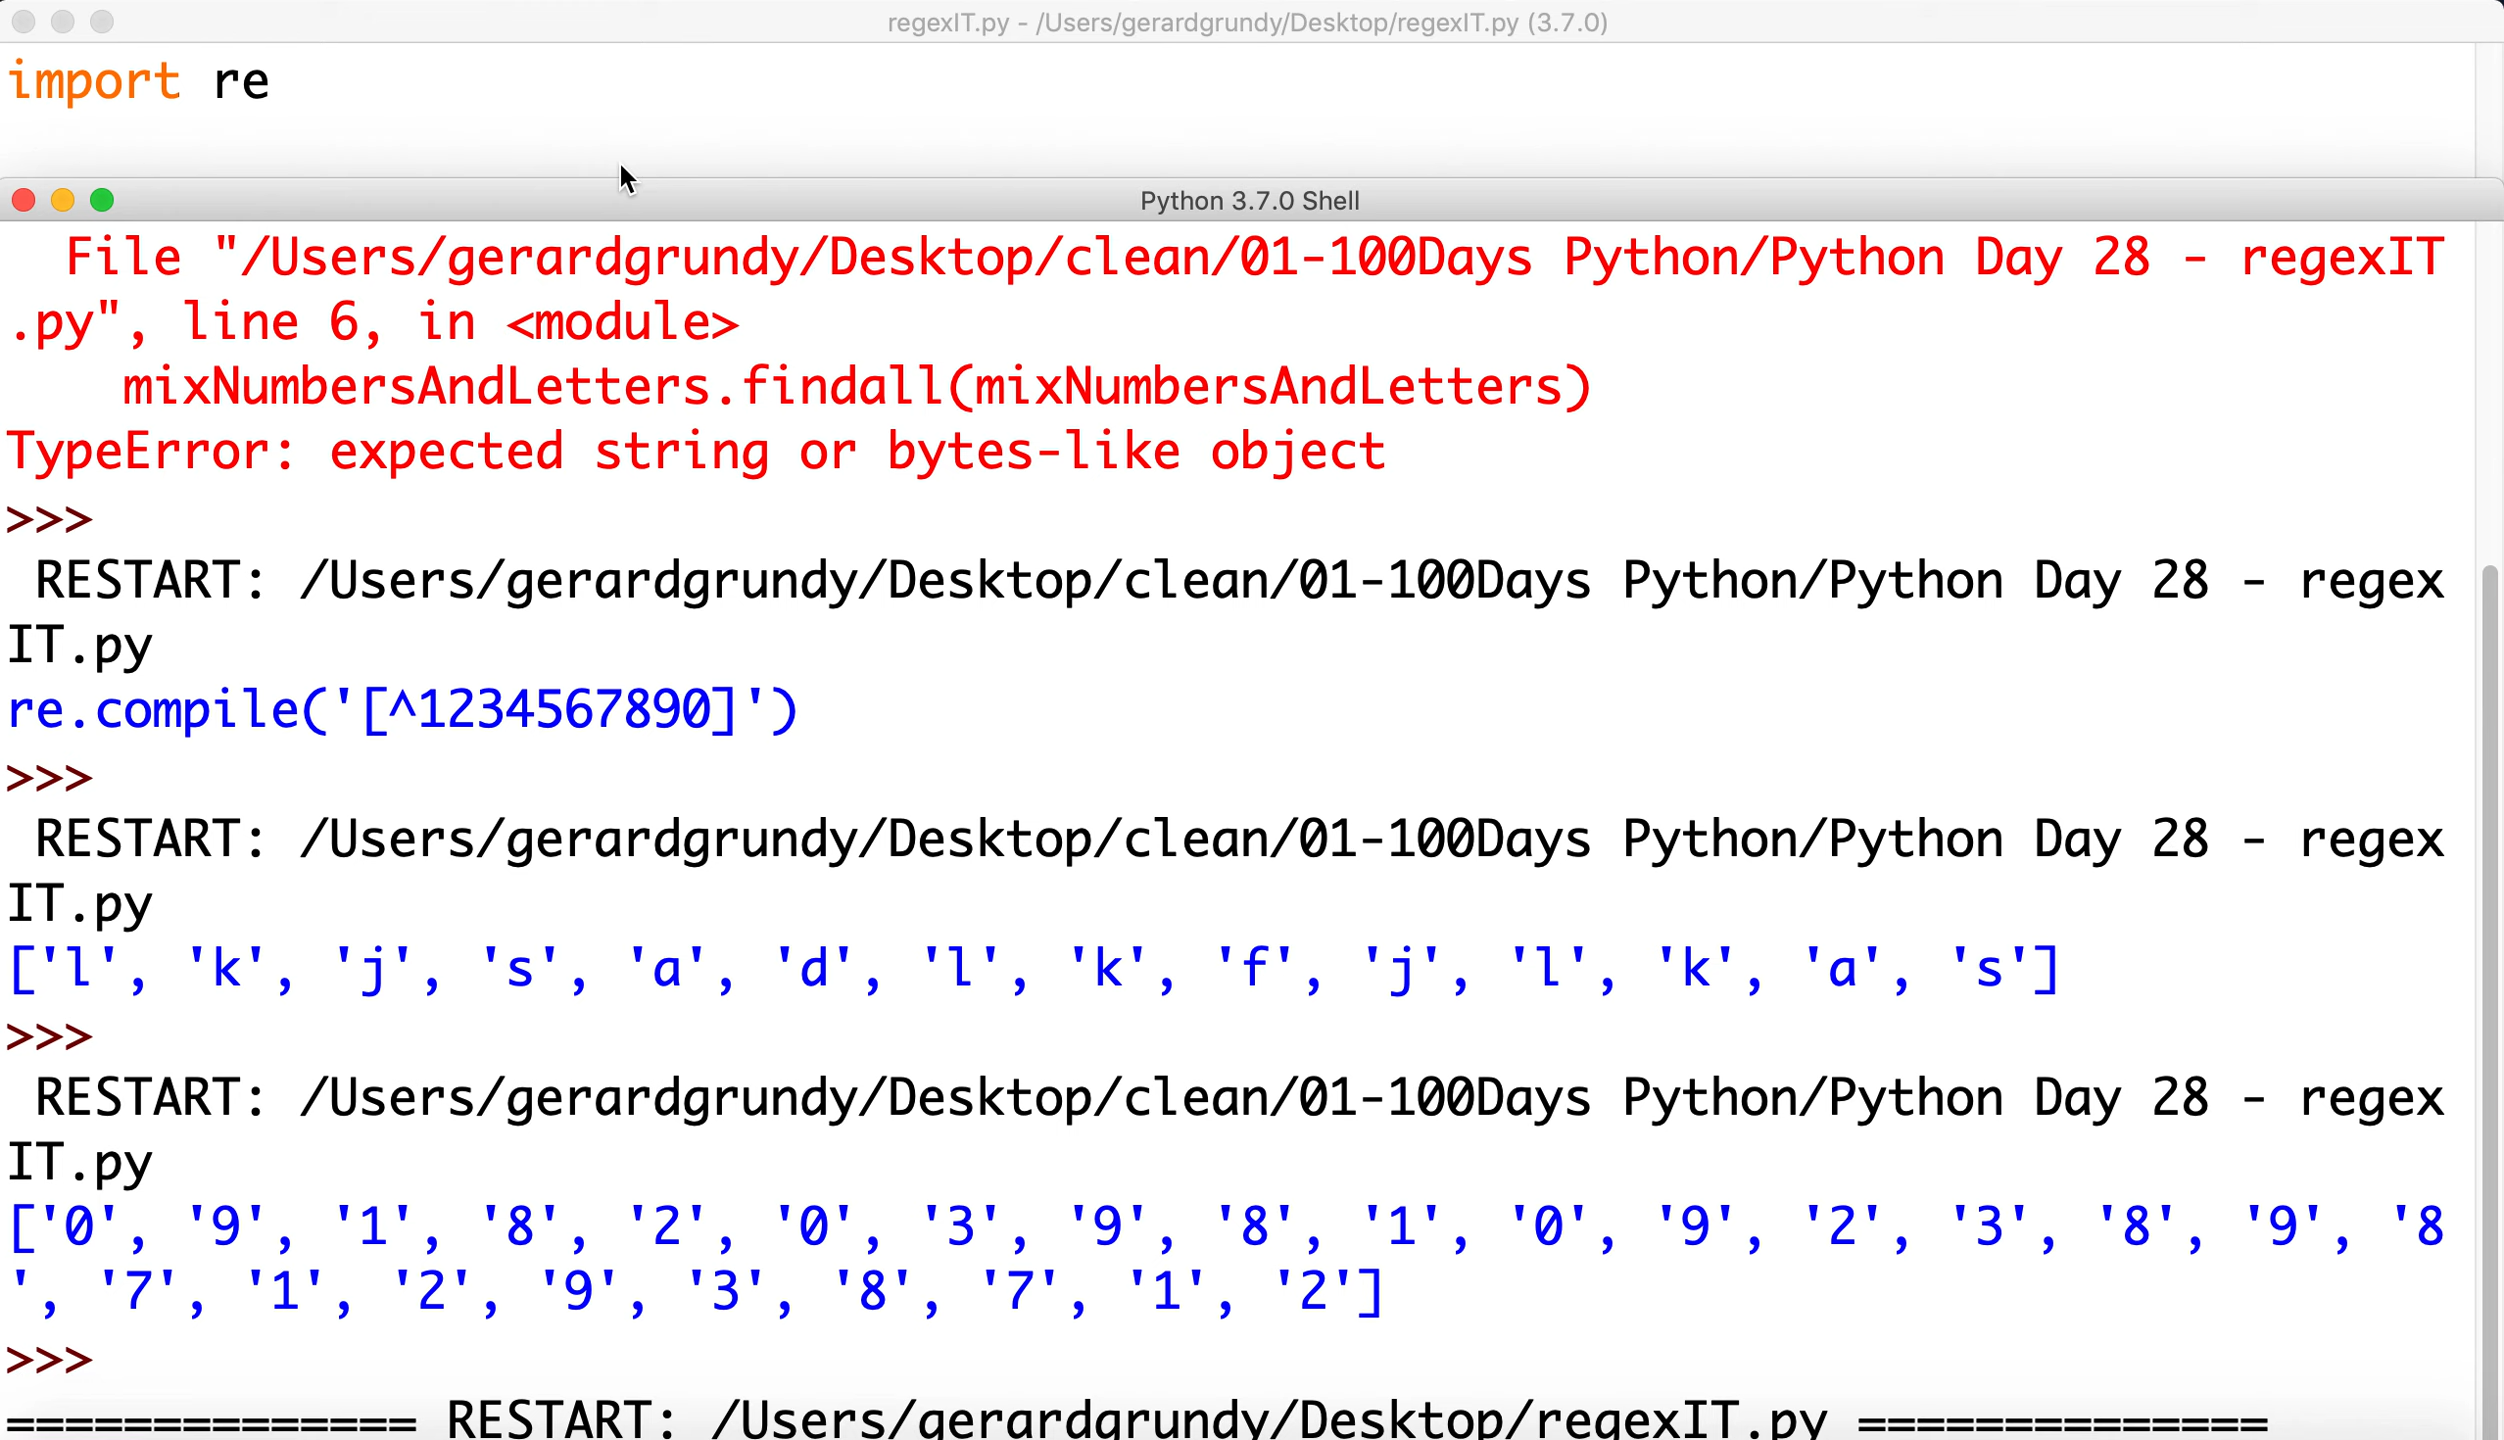 regexIT.py - /Users/gerardgrundy/Desktop/regexIT.py (3.7.0)
import re
Python 3.7.0 Shell
File "/Users/gerardgrundy/Desktop/clean/01-100Days Python/Python Day 28 - regexIT
.py", line 6, in <module>
mixNumbersAndLetters.findall(mixNumbersAndLetters)
TypeError: expected string or bytes-like object
>>>
RESTART: /Users/gerardgrundy/Desktop/clean/01-100Days Python/Python Day 28 - regex
IT.py
re.compile('[^1234567890]')
>>>
RESTART: /Users/gerardgrundy/Desktop/clean/01-100Days Python/Python Day 28 - regex
IT.py
['l', 'k', 'j', 's', 'a', 'd', 'l', 'k', 'f', 'j', 'l', 'k', 'a', 's']
>>>
RESTART: /Users/gerardgrundy/Desktop/clean/01-100Days Python/Python Day 28 - regex
IT.py
['0', '9', '1', '8', '2', '0', '3', '9', '8', '1', '0', '9', '2', '3', '8', '9', '8
', '7', '1', '2', '9', '3', '8', '7', '1', '2']
>>>
============== RESTART: /Users/gerardgrundy/Desktop/regexIT.py ==============